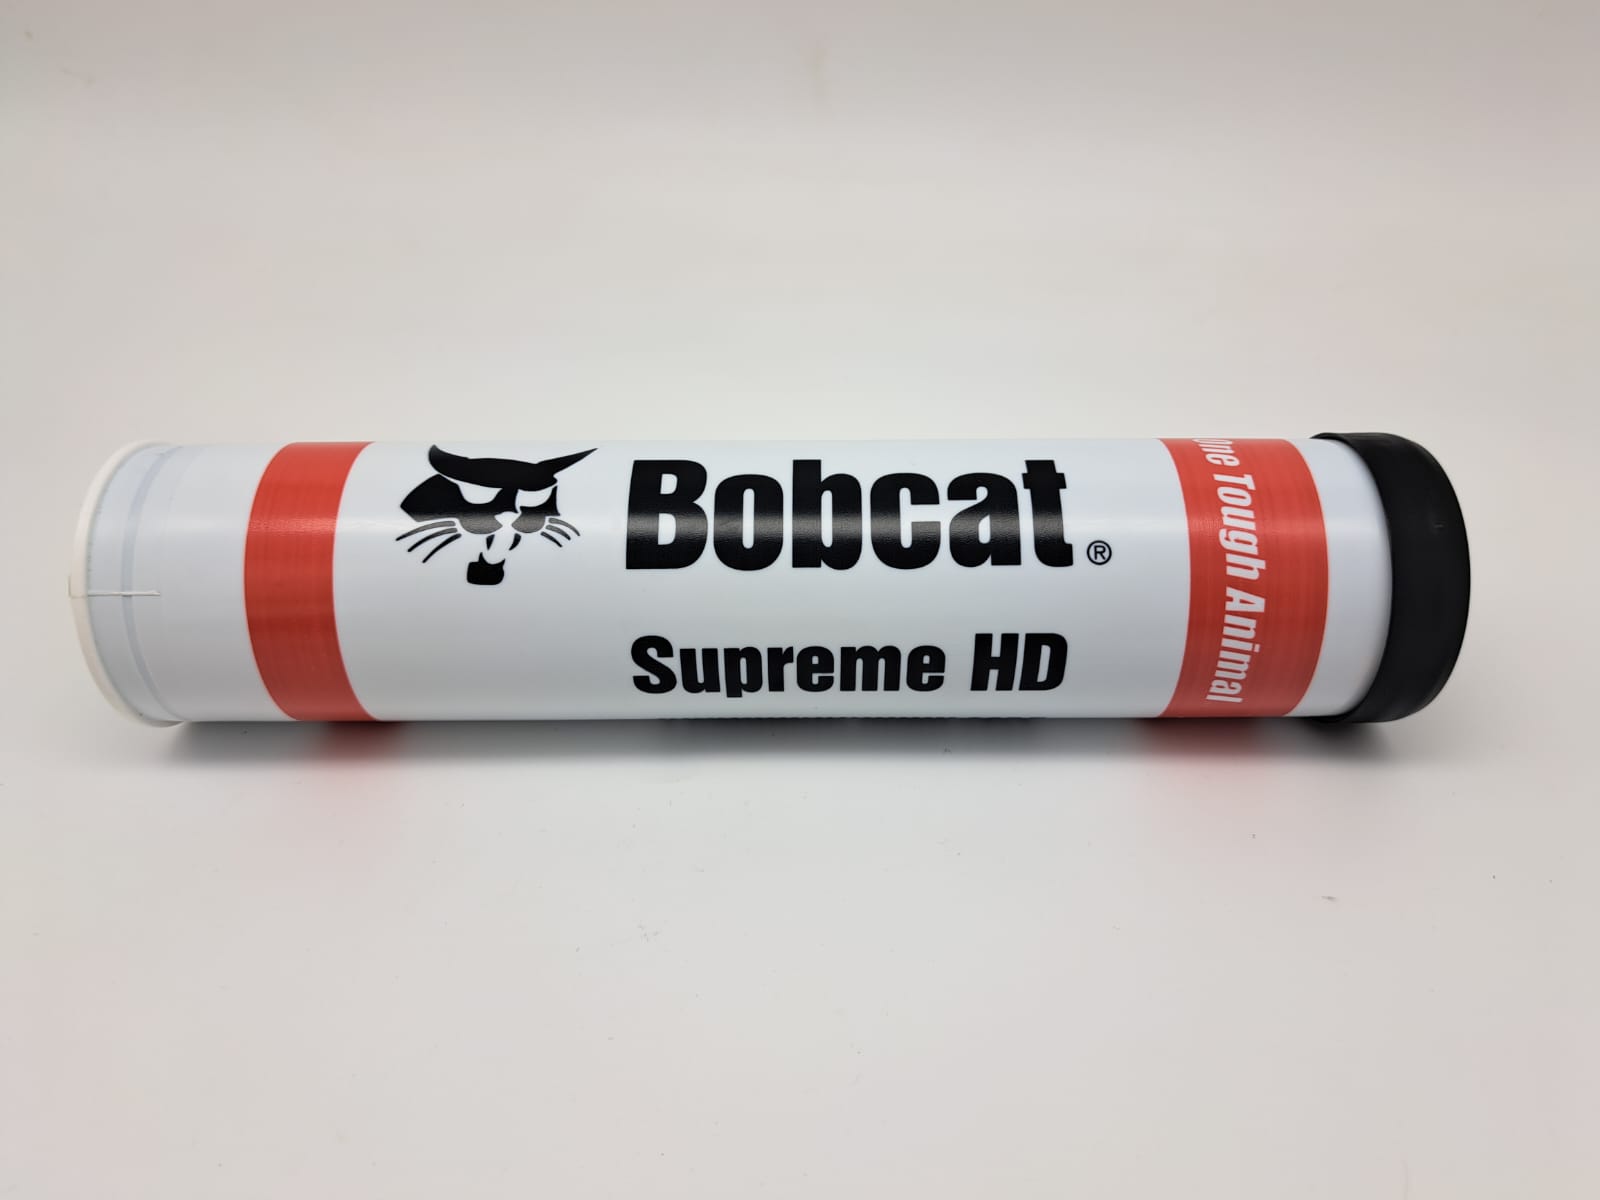 Bobcat®
Supreme HD
One Tough Animal